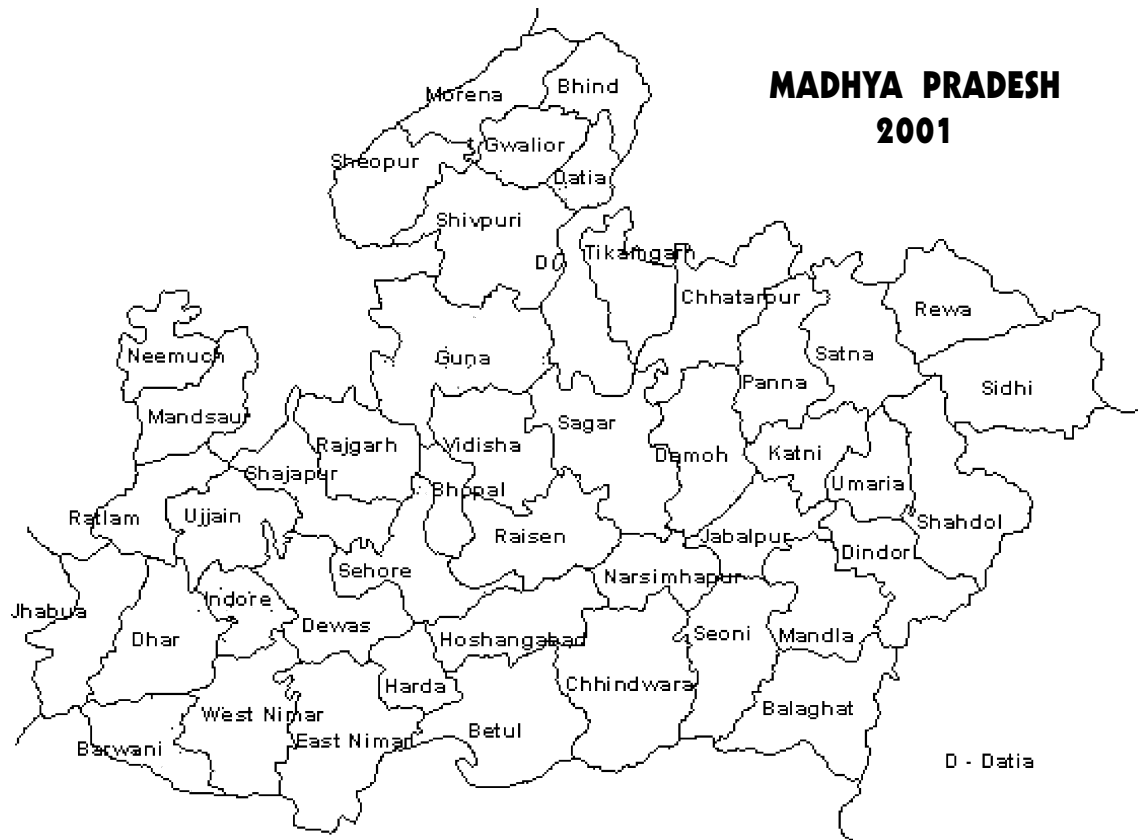 MADHYA PRADESH
2001
Bhind
Morena
Gwalior
Sheopur
Datia
Shivpuri
Tikamgarh
D
Chhatarpur
Rewa
Neemuch
Guna
Satna
Panna
Sidhi
Mandsaur
Sagar
Rajgarh
Vidisha
Damoh
Katni
Shajapur
Bhopal
Umaria
Ratlam
Ujjain
Shahdol
Raisen
Jabalpur
Dindori
Sehore
Narsimhapur
Jhabua
Indore
Dewas
Dhar
Hoshangabad
Seoni
Mandla
Harda
Chhindwara
West Nimar
Balaghat
Betul
East Nimar
Barwani
D - Datia